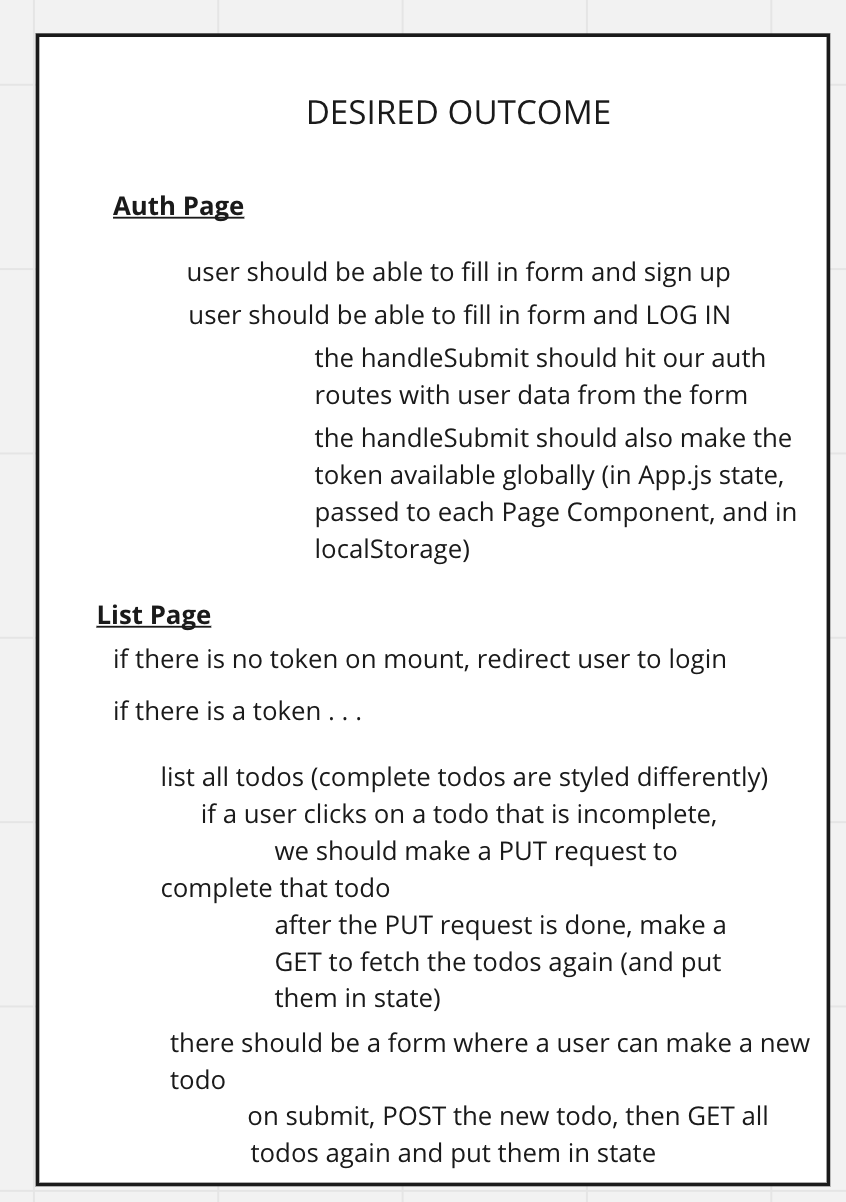 DESIRED OUTCOME
Auth Page
user should be able to fill in form and sign up
user should be able to fill in form and LOG IN
the handleSubmit should hit our auth
routes with user data from the form
the handleSubmit should also make the
token available globally (in App.js state,
passed to each Page Component, and in
localStorage)
List Page
if there is no token on mount, redirect user to login
if there is a token . . .
list all todos (complete todos are styled differently)
if a user clicks on a todo that is incomplete,
we should make a PUT request to
complete that todo
after the PUT request is done, make a
GET to fetch the todos again (and put
them in state)
there should be a form where a user can make a new
todo
on submit, POST the new todo, then GET all
todos again and put them in state